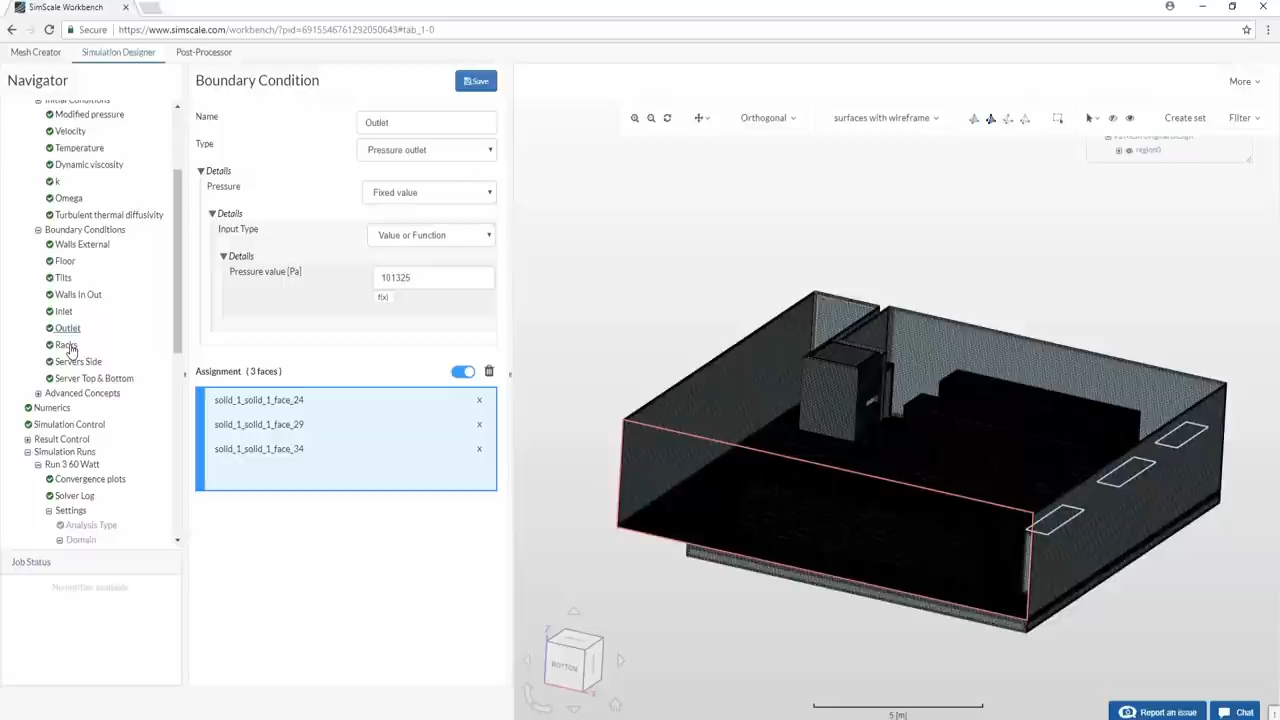 SimScale Workbench
Secure https://www.simscale.com/workbench/?pid=6915546761292050643#tab_1-0
Mesh Creator Simulation Designer Post-Processor
Navigator
Initial Conditions
Modified pressure
Velocity
Temperature
Dynamic viscosity
k
Omega
Turbulent thermal diffusivity
Boundary Conditions
Walls External
Floor
Tilts
Walls In Out
Inlet
Outlet
Racks
Servers Side
Server Top & Bottom
Advanced Concepts
Numerics
Simulation Control
Result Control
Simulation Runs
Run 3 60 Watt
Convergence plots
Solver Log
Settings
Analysis Type
Domain
Job Status
No entries available
Boundary Condition
Save
Name Outlet
Type Pressure outlet
Details
Pressure Fixed value
Details
Input Type Value or Function
Details
Pressure value [Pa] 101325
f(x)
Assignment ( 3 faces )
solid_1_solid_1_face_24 x
solid_1_solid_1_face_29 x
solid_1_solid_1_face_34 x
More
Orthogonal surfaces with wireframe Create set Filter
region0
BOTTOM
Z
X
5 [m]
Report an issue
Chat